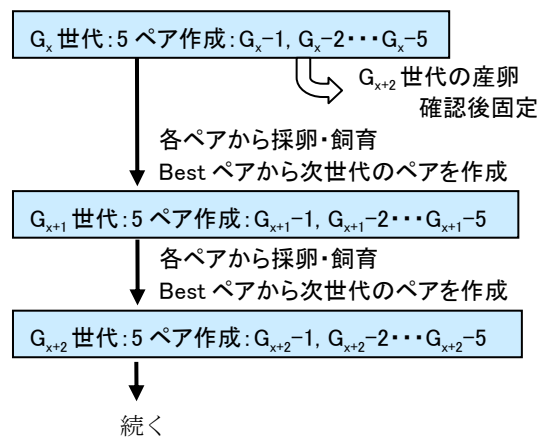 Gx 世代：5 ペア作成：Gx-1, Gx-2・・・Gx-5
Gx+2 世代の産卵
確認後固定
各ペアから採卵・飼育
Best ペアから次世代のペアを作成
Gx+1 世代：5 ペア作成：Gx+1-1, Gx+1-2・・・Gx+1-5
各ペアから採卵・飼育
Best ペアから次世代のペアを作成
Gx+2 世代：5 ペア作成：Gx+2-1, Gx+2-2・・・Gx+2-5
続く